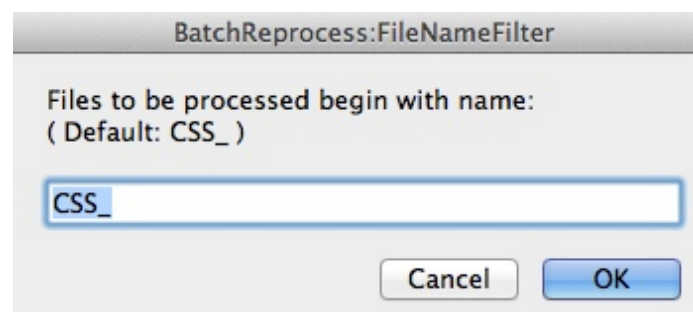 BatchReprocess:FileNameFilter
Files to be processed begin with name:
( Default: CSS_ )
CSS_
Cancel OK